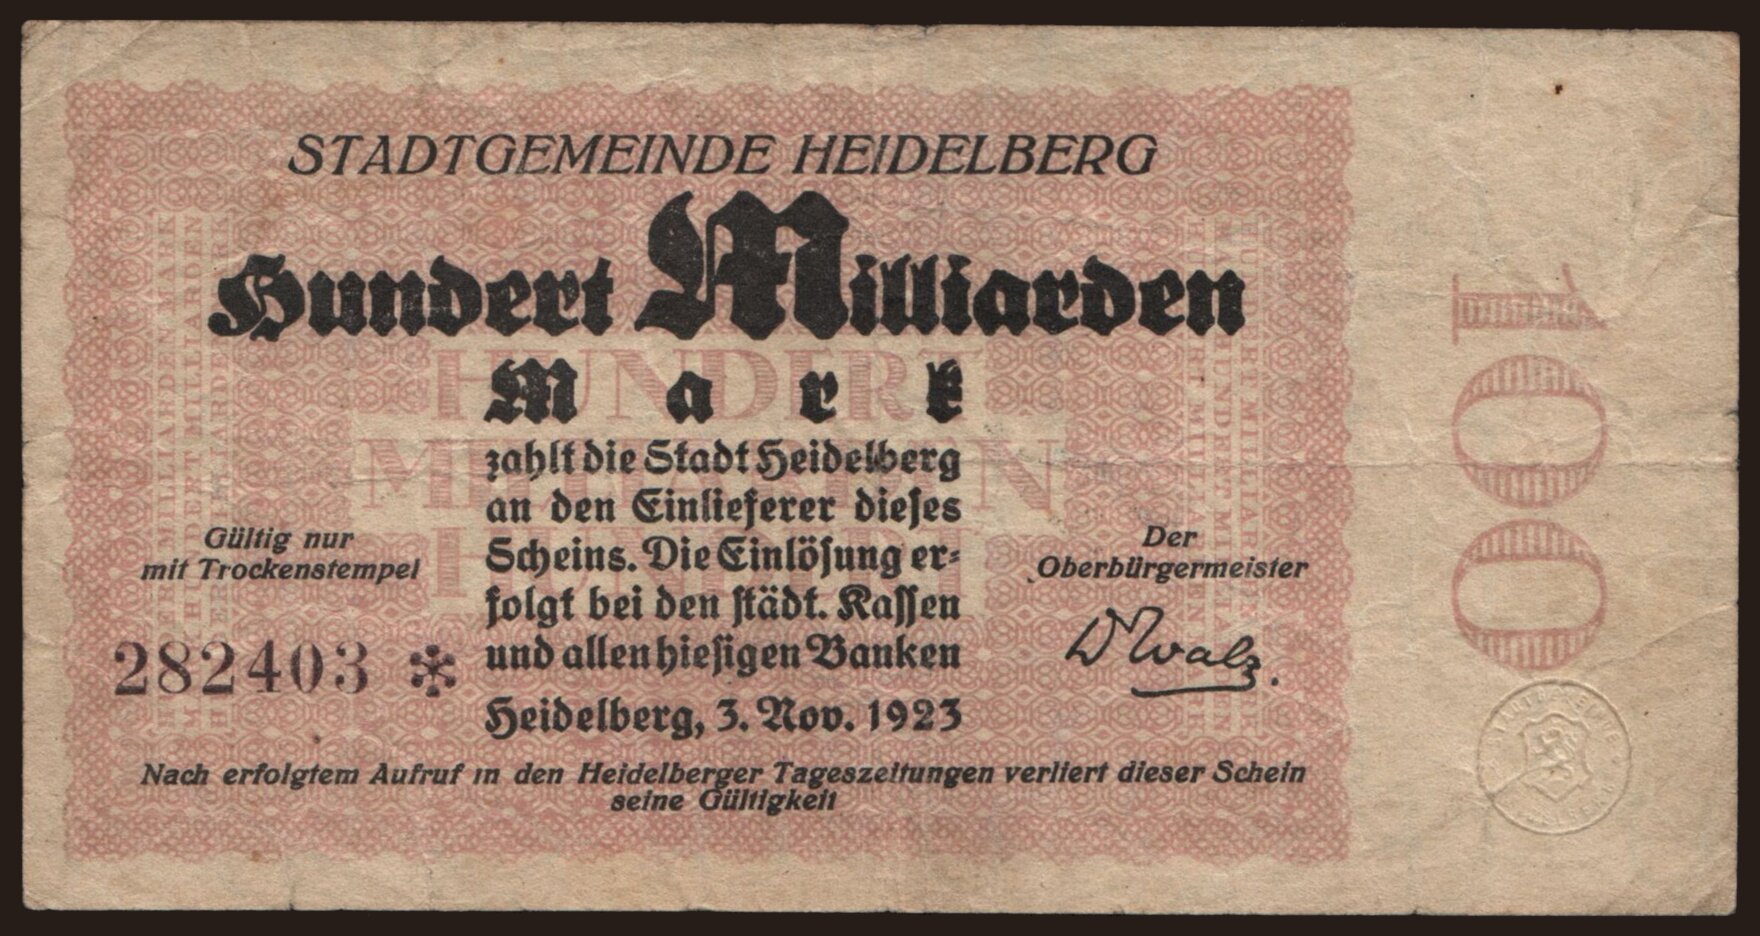 STADTGEMEINDE HEIDELBERG
Hundert Milliarden
Mark
HUNDERT
zahlt die Stadt Heidelberg
an den Einlieferer dieses
Scheins. Die Einlösung er=
folgt bei den städt. Kassen
und allen hiesigen Banken
Heidelberg, 3. Nov. 1923
Gültig nur
mit Trockenstempel
282403 *
Der
Oberbürgermeister
Walz
Nach erfolgtem Aufruf in den Heidelberger Tageszeitungen verliert dieser Schein
seine Gültigkeit
100